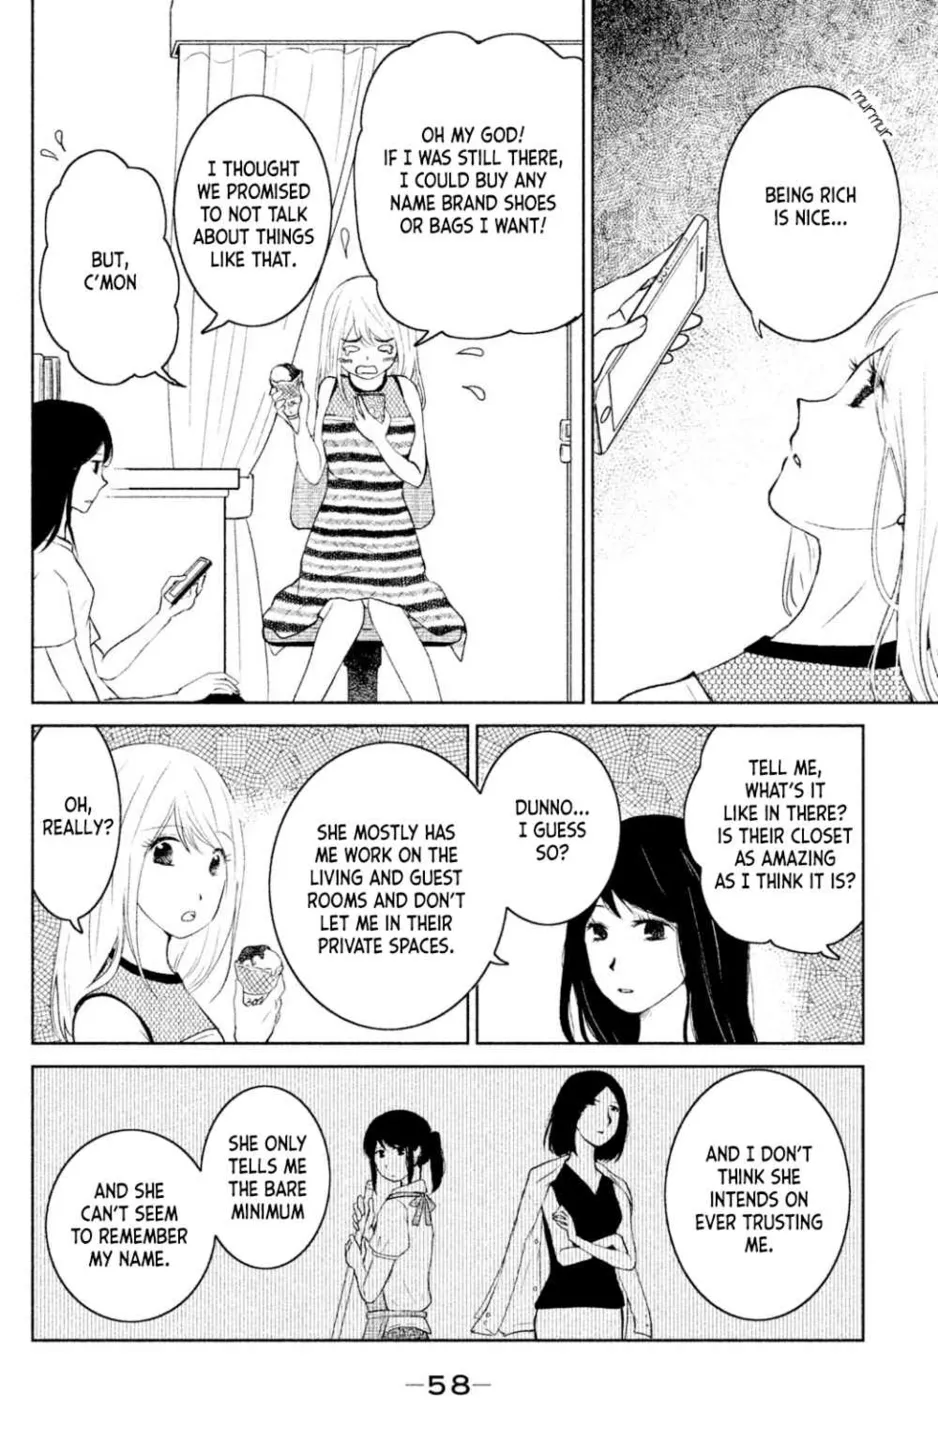 murmur
BEING RICH
IS NICE...
OH MY GOD!
IF I WAS STILL THERE,
I COULD BUY ANY
NAME BRAND SHOES
OR BAGS I WANT!
I THOUGHT
WE PROMISED
TO NOT TALK
ABOUT THINGS
LIKE THAT.
BUT,
C'MON
TELL ME,
WHAT'S IT
LIKE IN THERE?
IS THEIR CLOSET
AS AMAZING
AS I THINK IT IS?
DUNNO...
I GUESS
SO?
SHE MOSTLY HAS
ME WORK ON THE
LIVING AND GUEST
ROOMS AND DON'T
LET ME IN THEIR
PRIVATE SPACES.
OH,
REALLY?
AND I DON'T
THINK SHE
INTENDS ON
EVER TRUSTING
ME.
SHE ONLY
TELLS ME
THE BARE
MINIMUM
AND SHE
CAN'T SEEM
TO REMEMBER
MY NAME.
—58—